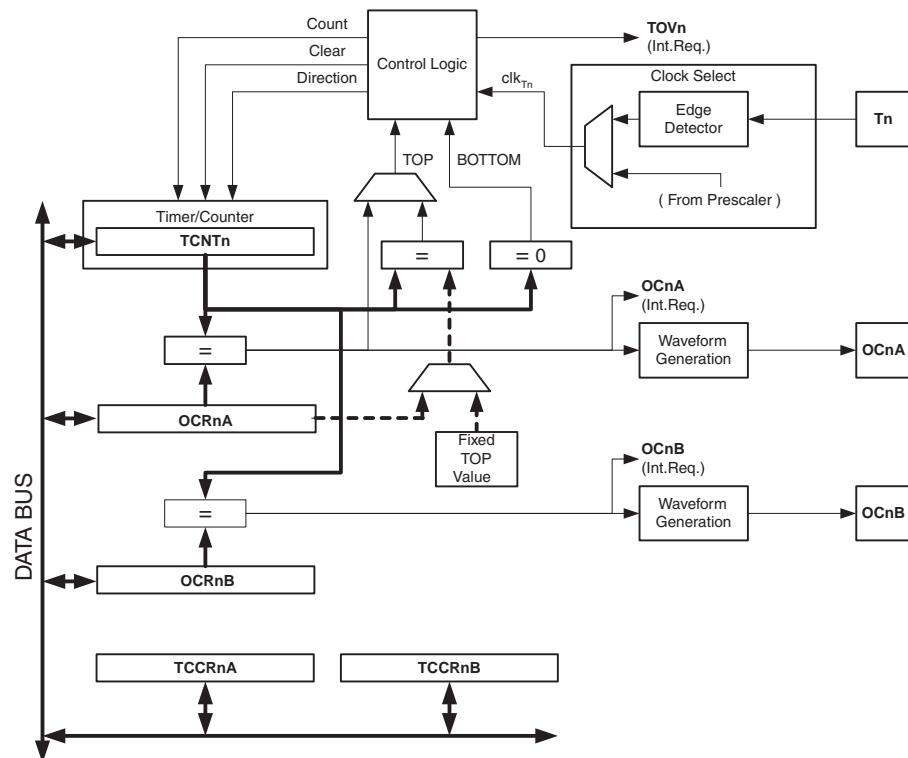 Count
Clear
Direction
Control Logic
TOVn
(Int.Req.)
Clock Select
clkTn
Edge
Detector
Tn
( From Prescaler )
TOP
BOTTOM
Timer/Counter
TCNTn
=
= 0
OCnA
(Int.Req.)
=
Waveform
Generation
OCnA
OCRnA
Fixed
TOP
Value
OCnB
(Int.Req.)
=
Waveform
Generation
OCnB
DATA BUS
OCRnB
TCCRnA
TCCRnB